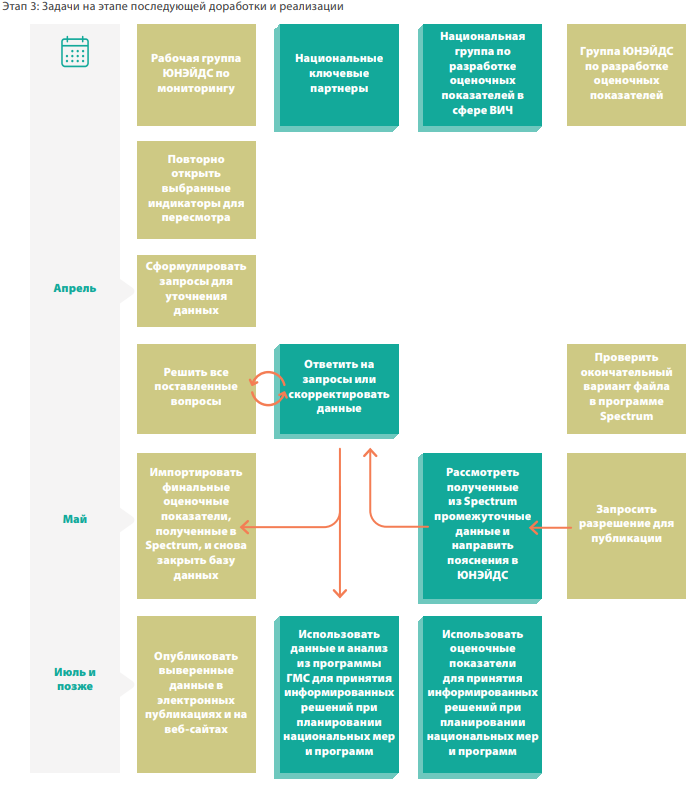 Этап 3: Задачи на этапе последующей доработки и реализации
Рабочая группа
ЮНЭЙДС по
мониторингу
Национальные
ключевые
партнеры
Национальная
группа по
разработке
оценочных
показателей в
сфере ВИЧ
Группа ЮНЭЙДС
по разработке
оценочных
показателей
Повторно
открыть
выбранные
индикаторы для
пересмотра
Апрель
Сформулировать
запросы для
уточнения
данных
Решить все
поставленные
вопросы
Ответить на
запросы или
скорректировать
данные
Проверить
окончательный
вариант файла
в программе
Spectrum
Май
Импортировать
финальные
оценочные
показатели,
полученные в
Spectrum, и снова
закрыть базу
данных
Рассмотреть
полученные
из Spectrum
промежуточные
данные и
направить
пояснения в
ЮНЭЙДС
Запросить
разрешение для
публикации
Июль и
позже
Опубликовать
выверенные
данные в
электронных
публикациях и на
веб-сайтах
Использовать
данные и анализ
из программы
ГМС для принятия
информированных
решений при
планировании
национальных мер
и программ
Использовать
оценочные
показатели
для принятия
информированных
решений при
планировании
национальных мер
и программ